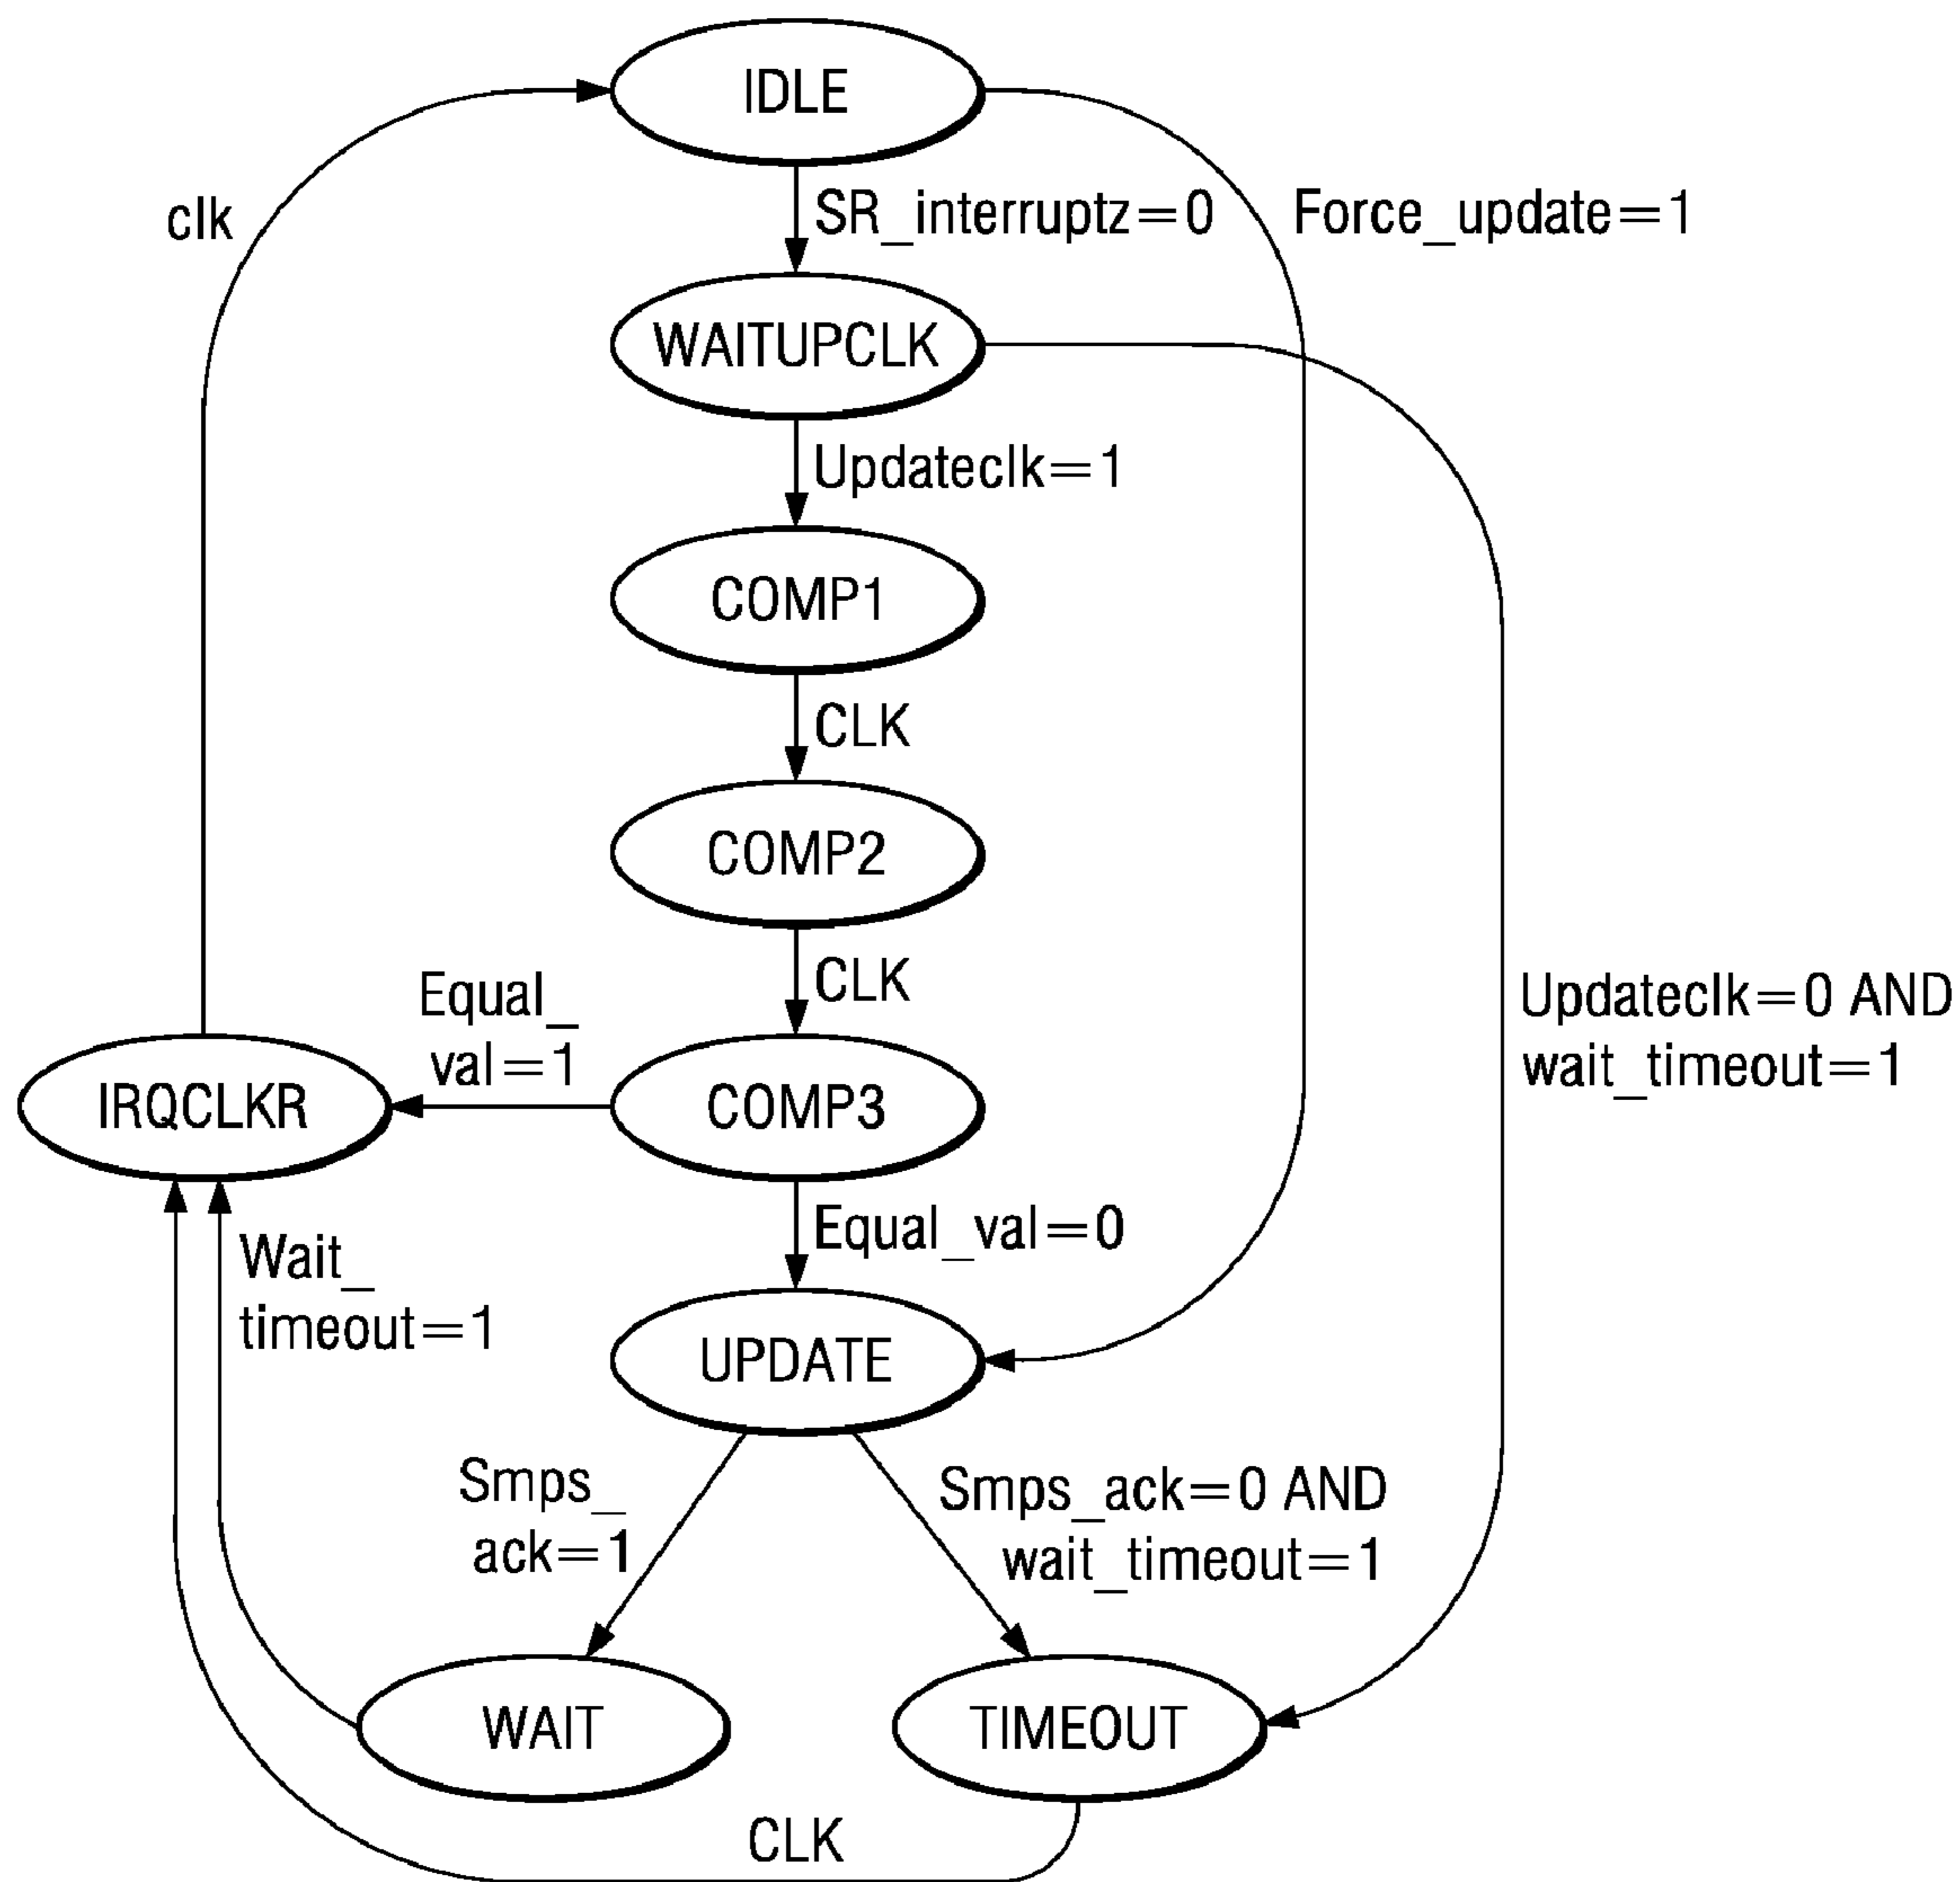 IDLE
clk
SR_interruptz=0
Force_update=1
WAITUPCLK
Updateclk=1
COMP1
CLK
COMP2
CLK
Equal_
val=1
Updateclk=0 AND
wait_timeout=1
IRQCLKR
COMP3
Equal_val=0
Wait_
timeout=1
UPDATE
Smps_
ack=1
Smps_ack=0 AND
wait_timeout=1
WAIT
TIMEOUT
CLK